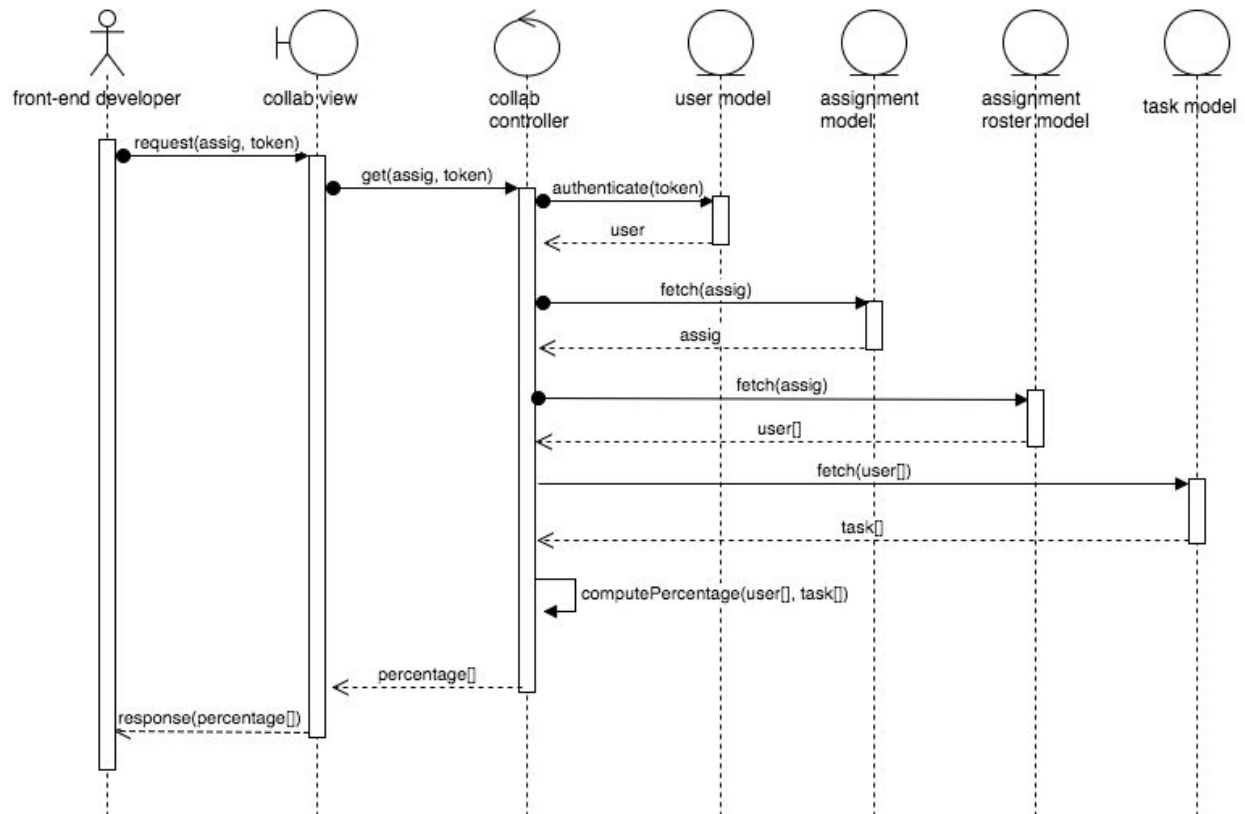 front-end developer
collab view
collab
controller
user model
assignment
model
assignment
roster model
task model
request(assig, token)
get(assig, token)
authenticate(token)
user
fetch(assig)
assig
fetch(assig)
user[]
fetch(user[])
task[]
computePercentage(user[], task[])
percentage[]
response(percentage[])